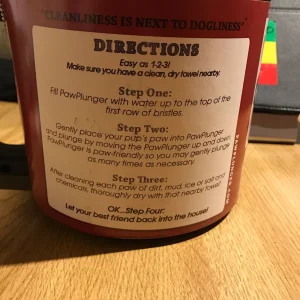 "CLEANLINESS IS NEXT TO DOGLINESS"
DIRECTIONS
Easy as 1-2-3!
Make sure you have a clean, dry towel nearby.
Step One:
Fill PawPlunger with water up to the top of the
first row of bristles.
Step Two:
Gently place your pup's paw into PawPlunger
and plunge by moving the PawPlunger up and down.
PawPlunger is paw-friendly so you may gently plunge
as many times as necessary.
Step Three:
After cleaning each paw of dirt, mud, ice or salt and
chemicals, thoroughly dry with that nearby towel!
OK...Step Four:
Let your best friend back into the house!